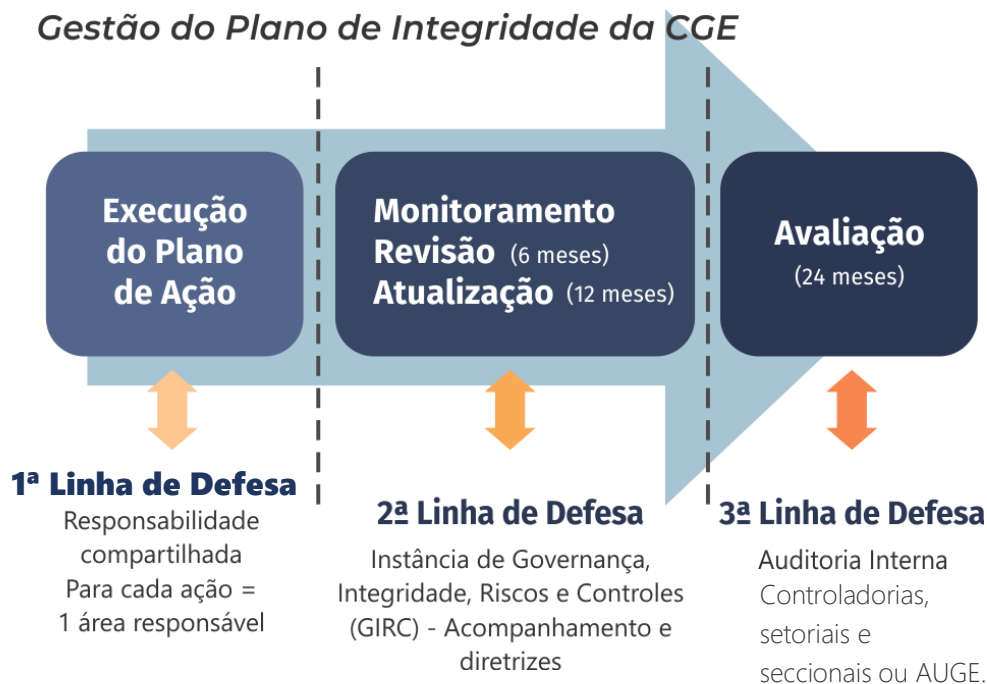 Gestão do Plano de Integridade da CGE
Execução
do Plano
de Ação
Monitoramento
Revisão (6 meses)
Atualização (12 meses)
Avaliação
(24 meses)
1ª Linha de Defesa
Responsabilidade
compartilhada
Para cada ação =
1 área responsável
2ª Linha de Defesa
Instância de Governança,
Integridade, Riscos e Controles
(GIRC) - Acompanhamento e
diretrizes
3ª Linha de Defesa
Auditoria Interna
Controladorias,
setoriais e
seccionais ou AUGE.